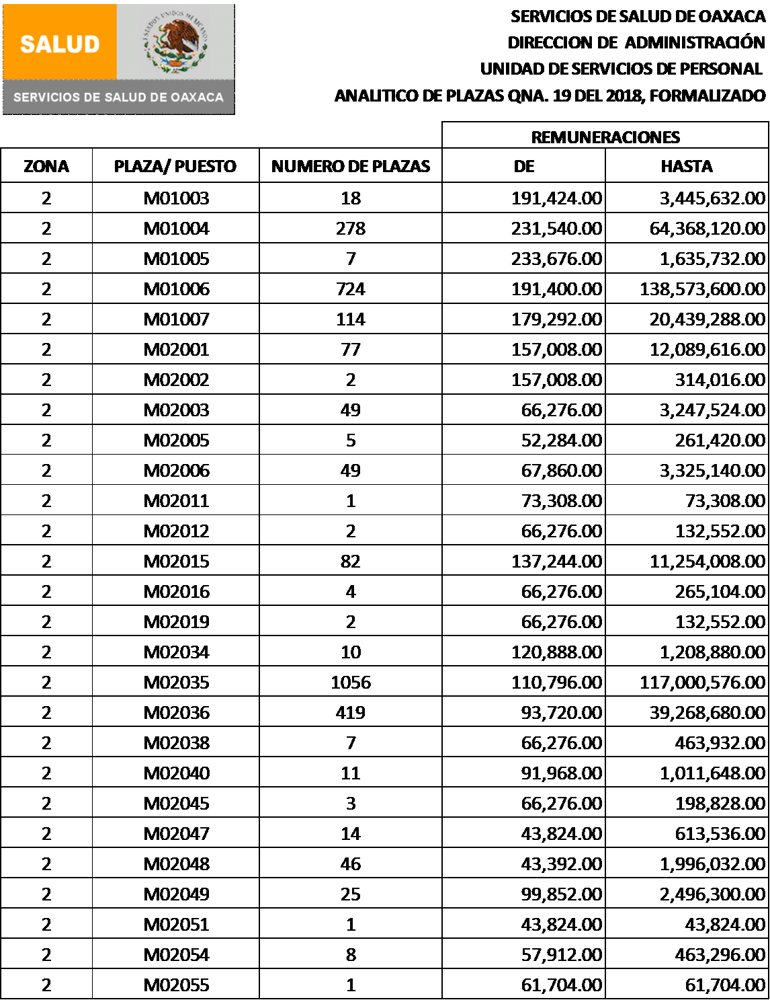 SALUD
ESTADOS UNIDOS MEXICANOS
SERVICIOS DE SALUD DE OAXACA
SERVICIOS DE SALUD DE OAXACA
DIRECCION DE ADMINISTRACIÓN
UNIDAD DE SERVICIOS DE PERSONAL
ANALITICO DE PLAZAS QNA. 19 DEL 2018, FORMALIZADO
REMUNERACIONES
ZONA PLAZA/ PUESTO NUMERO DE PLAZAS DE HASTA
2 M01003 18 191,424.00 3,445,632.00
2 M01004 278 231,540.00 64,368,120.00
2 M01005 7 233,676.00 1,635,732.00
2 M01006 724 191,400.00 138,573,600.00
2 M01007 114 179,292.00 20,439,288.00
2 M02001 77 157,008.00 12,089,616.00
2 M02002 2 157,008.00 314,016.00
2 M02003 49 66,276.00 3,247,524.00
2 M02005 5 52,284.00 261,420.00
2 M02006 49 67,860.00 3,325,140.00
2 M02011 1 73,308.00 73,308.00
2 M02012 2 66,276.00 132,552.00
2 M02015 82 137,244.00 11,254,008.00
2 M02016 4 66,276.00 265,104.00
2 M02019 2 66,276.00 132,552.00
2 M02034 10 120,888.00 1,208,880.00
2 M02035 1056 110,796.00 117,000,576.00
2 M02036 419 93,720.00 39,268,680.00
2 M02038 7 66,276.00 463,932.00
2 M02040 11 91,968.00 1,011,648.00
2 M02045 3 66,276.00 198,828.00
2 M02047 14 43,824.00 613,536.00
2 M02048 46 43,392.00 1,996,032.00
2 M02049 25 99,852.00 2,496,300.00
2 M02051 1 43,824.00 43,824.00
2 M02054 8 57,912.00 463,296.00
2 M02055 1 61,704.00 61,704.00